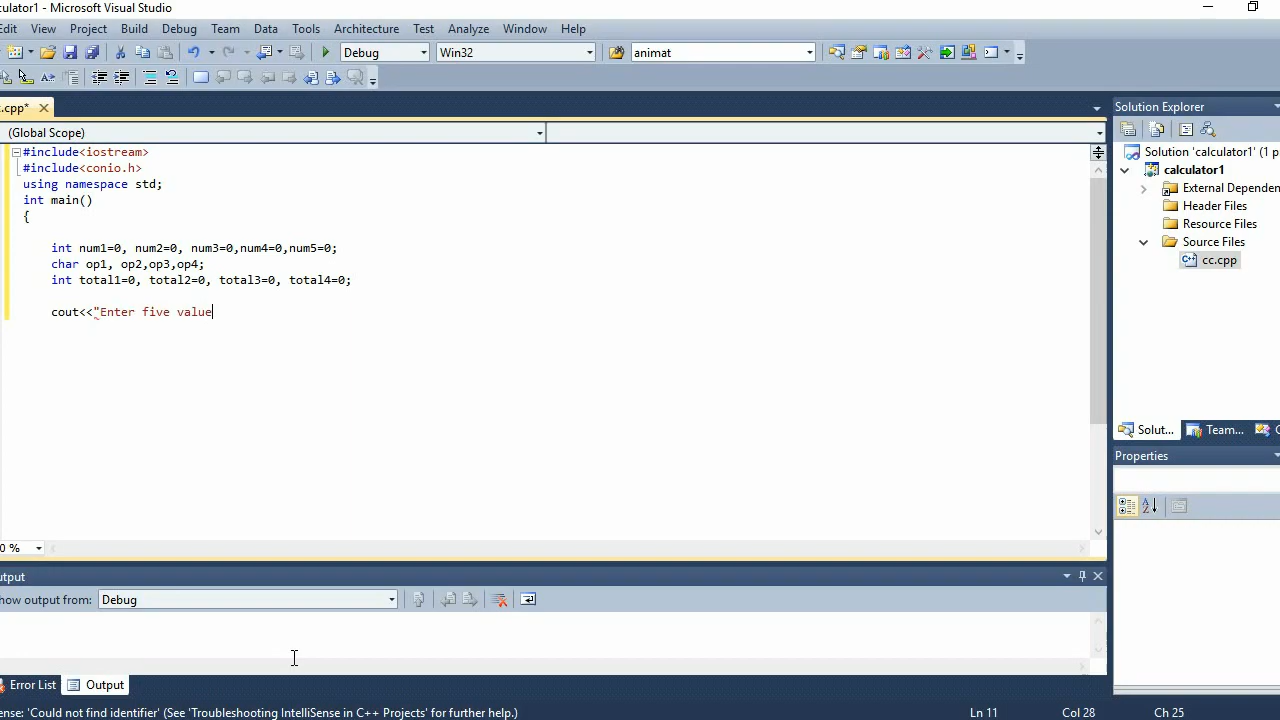 culator1 - Microsoft Visual Studio
Edit View Project Build Debug Team Data Tools Architecture Test Analyze Window Help
Debug Win32 animat
.cpp* Solution Explorer
(Global Scope)
#include<iostream>
#include<conio.h>
using namespace std;
int main()
{
int num1=0, num2=0, num3=0,num4=0,num5=0;
char op1, op2,op3,op4;
int total1=0, total2=0, total3=0, total4=0;
cout<<"Enter five value
Solution 'calculator1' (1 p
calculator1
External Dependen
Header Files
Resource Files
Source Files
cc.cpp
Solut... Team... C
Properties
0 %
utput
how output from: Debug
Error List Output
ense: 'Could not find identifier' (See 'Troubleshooting IntelliSense in C++ Projects' for further help.) Ln 11 Col 28 Ch 25